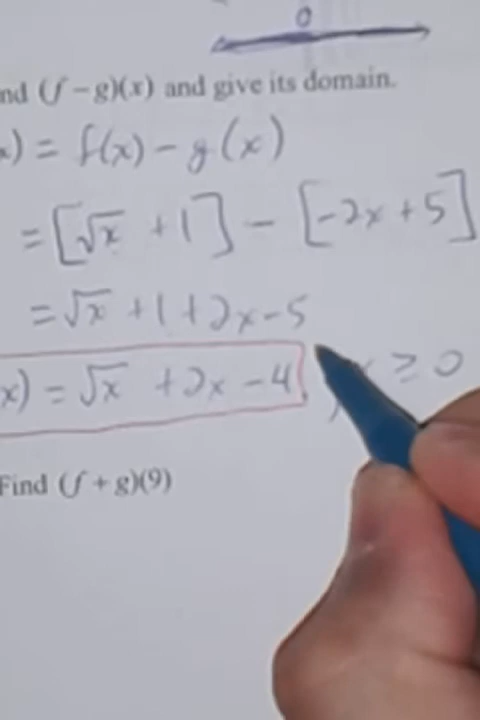 0
nd (f – g)(x) and give its domain.
x) = f(x) – g(x)
= [√x + 1] – [-2x + 5]
= √x + 1 + 2x – 5
x) = √x + 2x – 4, x ≥ 0
Find (f + g)(9)